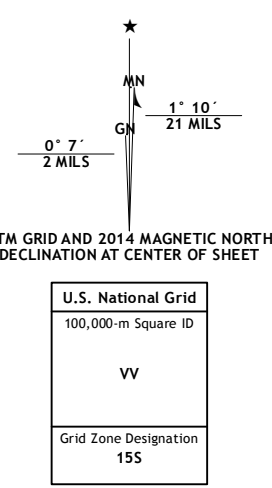 MN
GN
1° 10´
21 MILS
0° 7´
2 MILS
TM GRID AND 2014 MAGNETIC NORTH
DECLINATION AT CENTER OF SHEET
U.S. National Grid
100,000-m Square ID
VV
Grid Zone Designation
15S